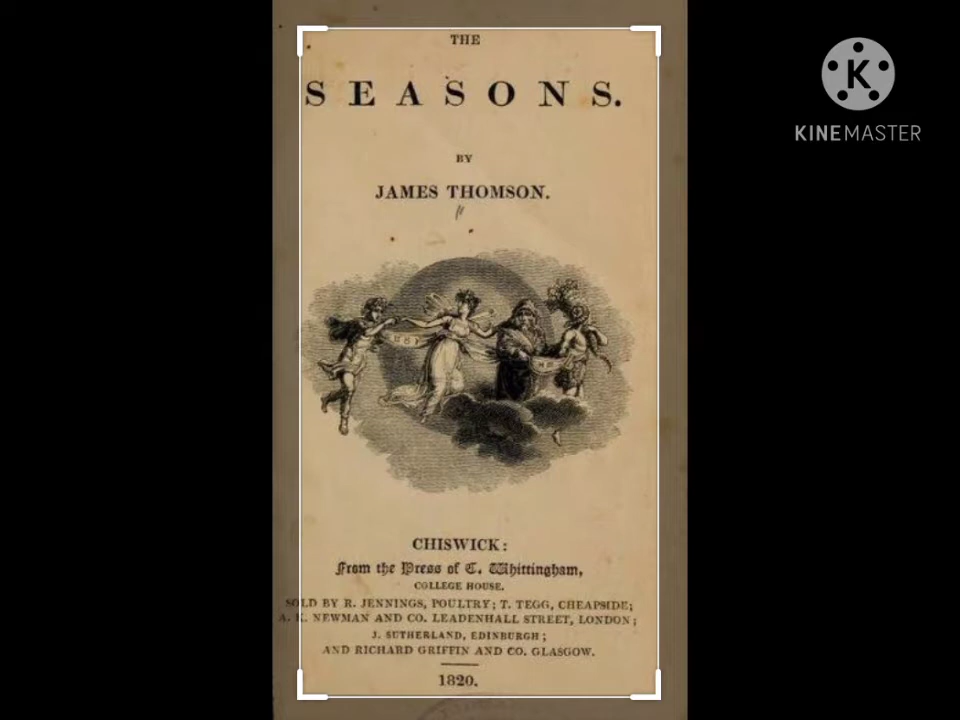 THE
SEASONS.
BY
JAMES THOMSON.
CHISWICK:
From the Press of C. Whittingham,
COLLEGE HOUSE.
SOLD BY R. JENNINGS, POULTRY; T. TEGG, CHEAPSIDE;
A. K. NEWMAN AND CO. LEADENHALL STREET, LONDON;
J. SUTHERLAND, EDINBURGH;
AND RICHARD GRIFFIN AND CO. GLASGOW.
1820.
K
KINEMASTER